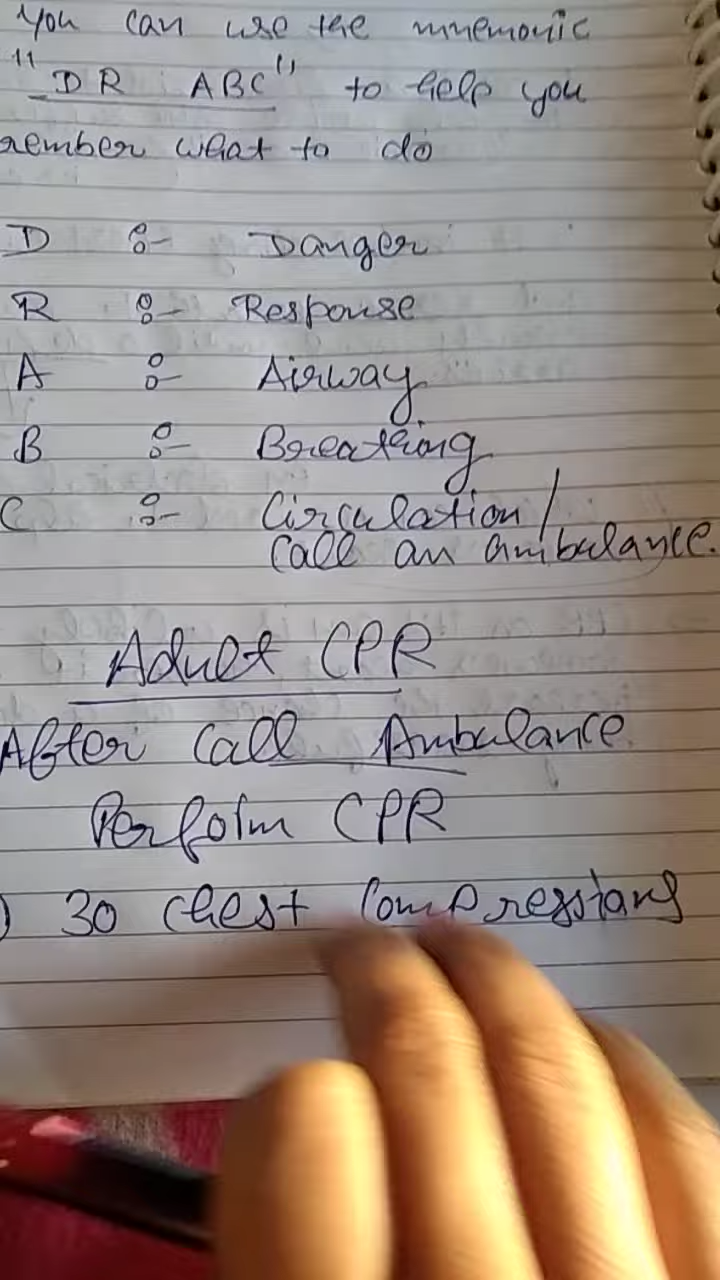 You can use the mnemonic
"DR ABC" to help you
remember what to do
D :- Danger
R :- Response
A :- Airway
B :- Breathing
C :- Circulation/
Call an ambulance.
Adult CPR
After Call Ambulance.
Perform CPR
) 30 Chest Compressions